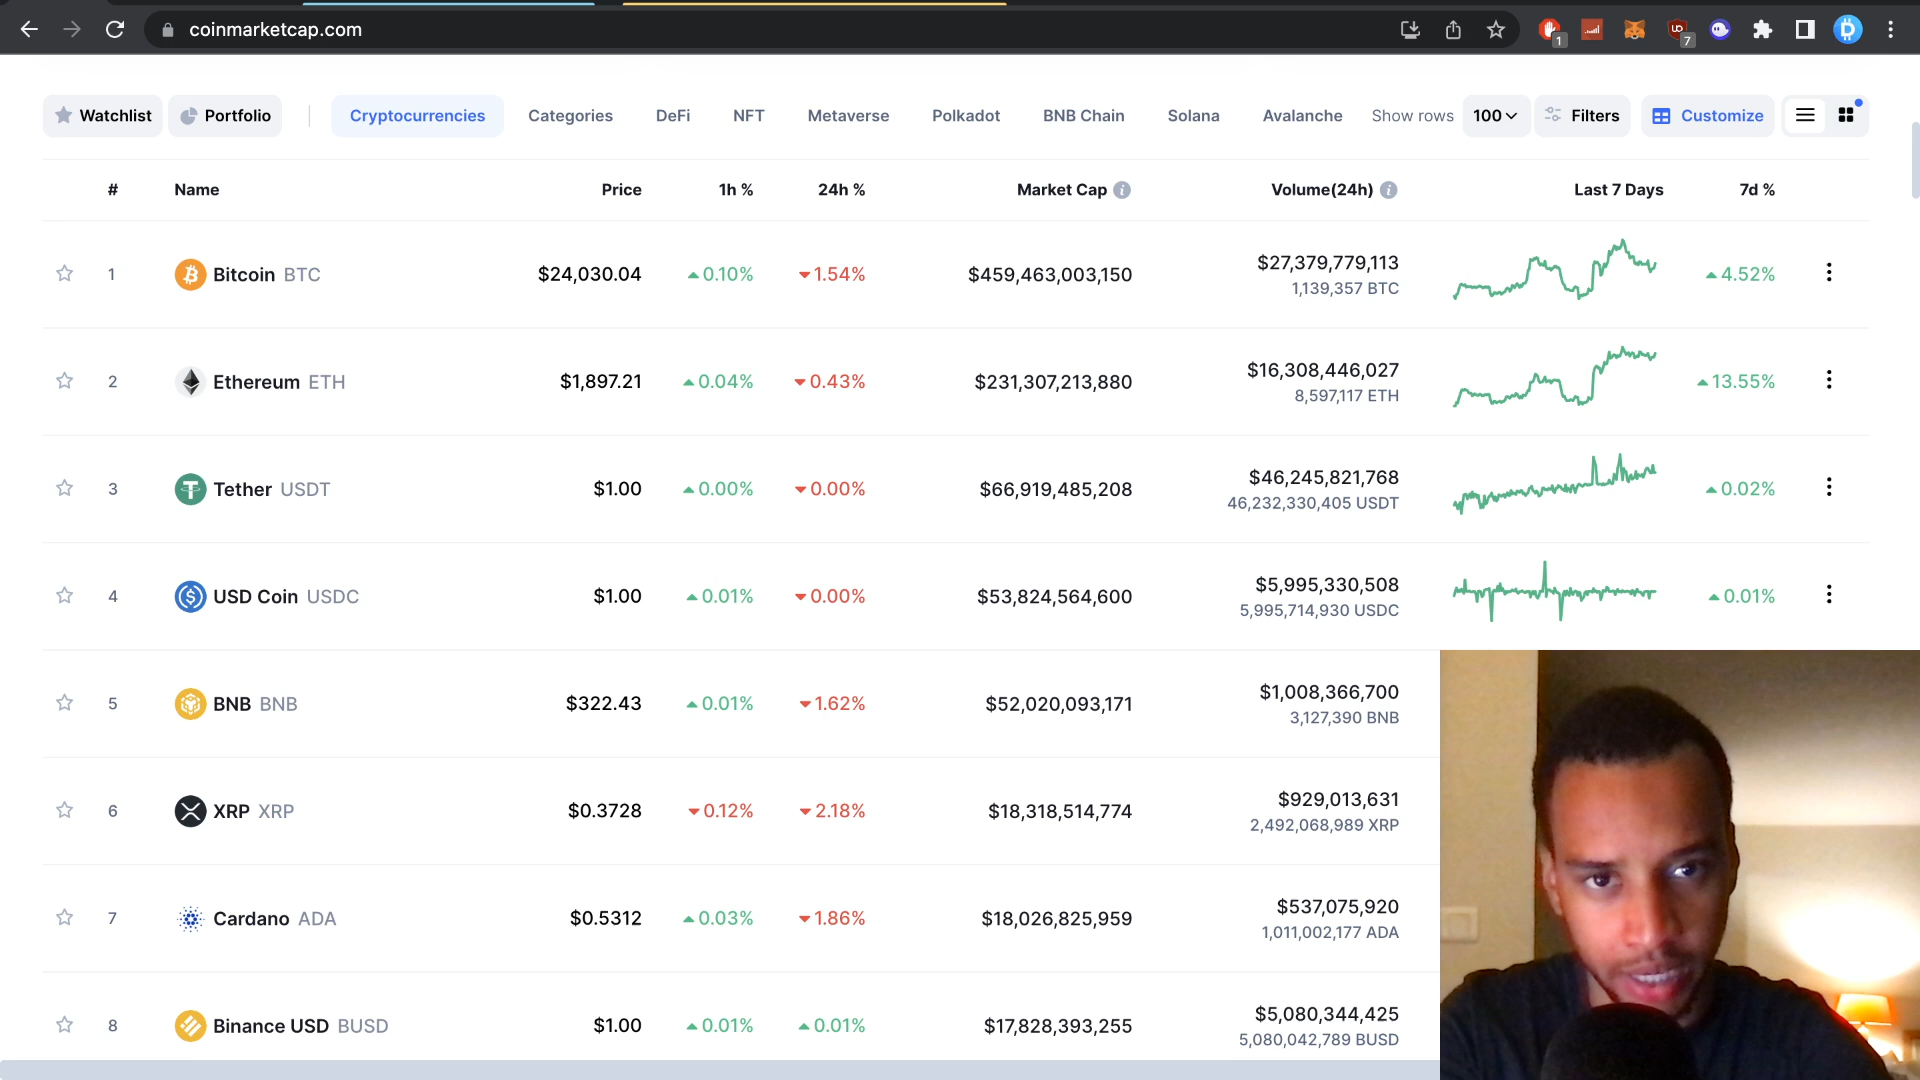 coinmarketcap.com
1
7
Watchlist
Portfolio
Cryptocurrencies
Categories
DeFi
NFT
Metaverse
Polkadot
BNB Chain
Solana
Avalanche
Show rows
100
Filters
Customize
# Name Price 1h % 24h % Market Cap Volume(24h) Last 7 Days 7d %
1 Bitcoin BTC $24,030.04 0.10% 1.54% $459,463,003,150 $27,379,779,113 4.52%
1,139,357 BTC
2 Ethereum ETH $1,897.21 0.04% 0.43% $231,307,213,880 $16,308,446,027 13.55%
8,597,117 ETH
3 Tether USDT $1.00 0.00% 0.00% $66,919,485,208 $46,245,821,768 0.02%
46,232,330,405 USDT
4 USD Coin USDC $1.00 0.01% 0.00% $53,824,564,600 $5,995,330,508 0.01%
5,995,714,930 USDC
5 BNB BNB $322.43 0.01% 1.62% $52,020,093,171 $1,008,366,700
3,127,390 BNB
6 XRP XRP $0.3728 0.12% 2.18% $18,318,514,774 $929,013,631
2,492,068,989 XRP
7 Cardano ADA $0.5312 0.03% 1.86% $18,026,825,959 $537,075,920
1,011,002,177 ADA
8 Binance USD BUSD $1.00 0.01% 0.01% $17,828,393,255 $5,080,344,425
5,080,042,789 BUSD